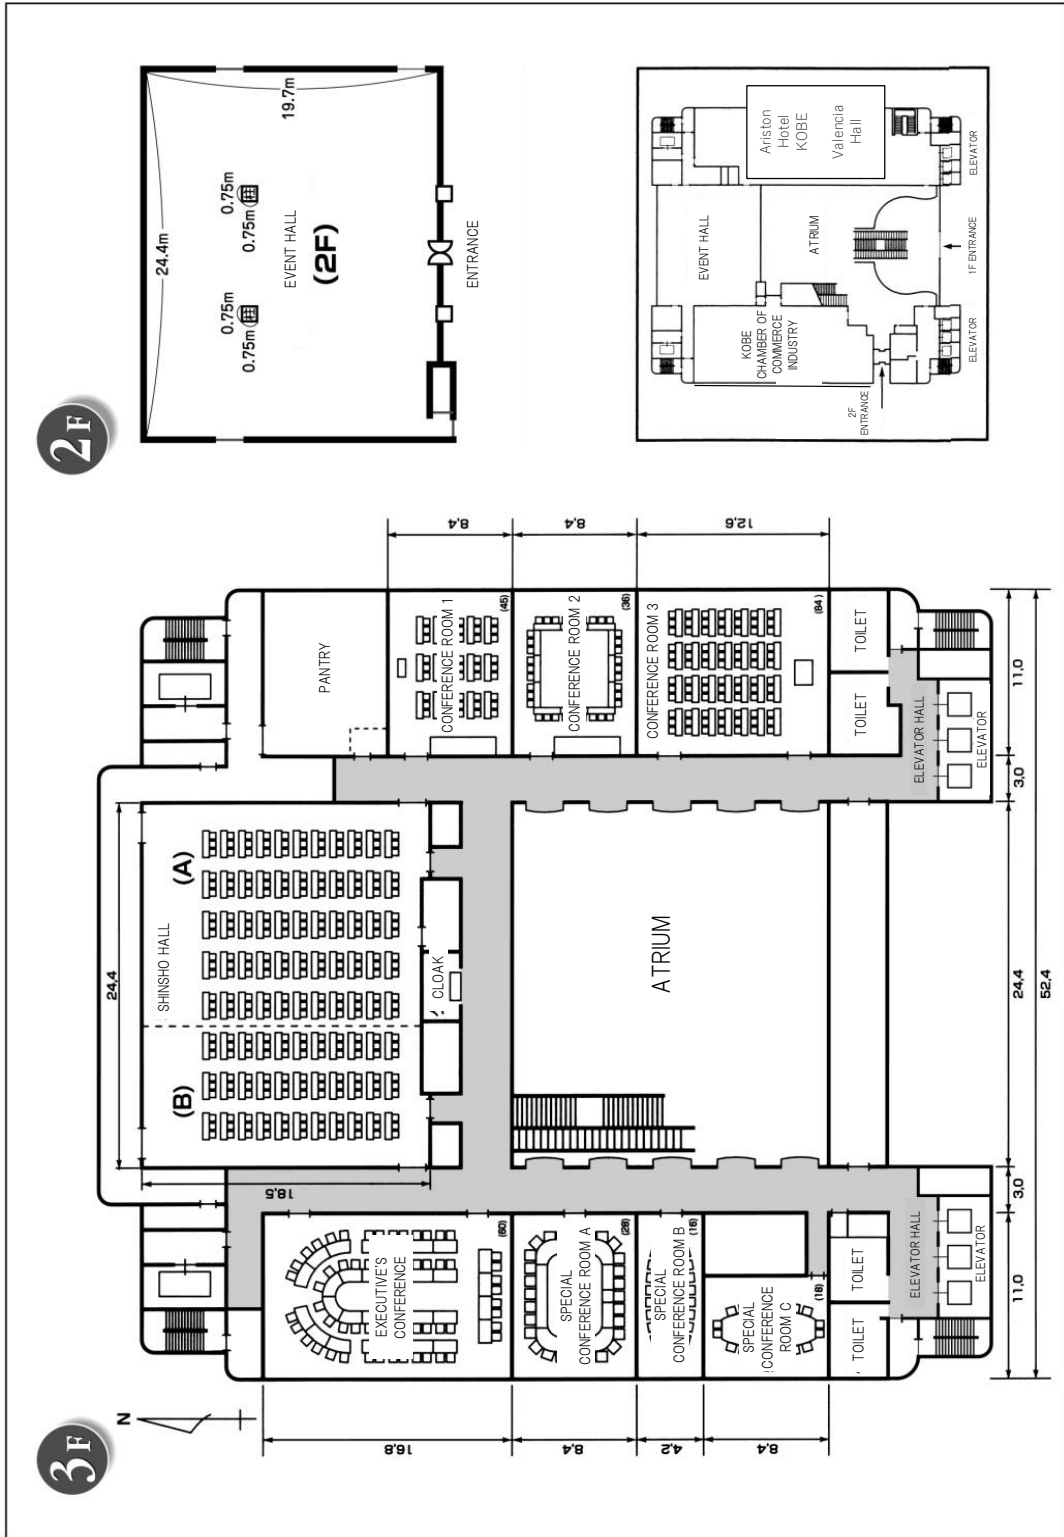 2F
24.4m
19.7m
0.75m
0.75m
0.75m
0.75m
EVENT HALL
(2F)
ENTRANCE
Ariston
Hotel
KOBE
Valencia
Hall
EVENT HALL
ATRIUM
KOBE
CHAMBER OF
COMMERCE
INDUSTRY
2F
ENTRANCE
1F ENTRANCE
ELEVATOR
ELEVATOR
3F
N
8,4
8,4
12,6
PANTRY
CONFERENCE ROOM 1
(45)
CONFERENCE ROOM 2
(36)
CONFERENCE ROOM 3
(84)
TOILET
TOILET
ELEVATOR HALL
ELEVATOR
24,4
SHINSHO HALL
(A)
(B)
18,5
CLOAK
ATRIUM
EXECUTIVE'S
CONFERENCE
(60)
SPECIAL
CONFERENCE ROOM A
(28)
SPECIAL
CONFERENCE ROOM B
(16)
SPECIAL
CONFERENCE
ROOM C
(18)
TOILET
TOILET
ELEVATOR HALL
ELEVATOR
16,8
8,4
4,2
8,4
11,0
3,0
24,4
3,0
11,0
52,4